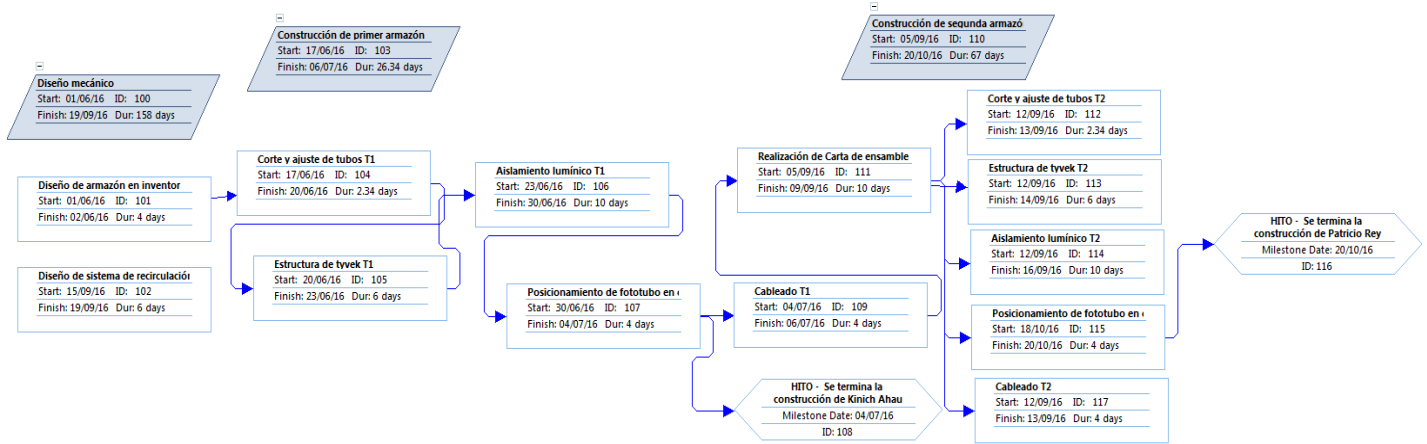 Diseño mecánico
Start: 01/06/16 ID: 100
Finish: 19/09/16 Dur: 158 days
Construcción de primer armazón
Start: 17/06/16 ID: 103
Finish: 06/07/16 Dur: 26.34 days
Construcción de segunda armazó
Start: 05/09/16 ID: 110
Finish: 20/10/16 Dur: 67 days
Diseño de armazón en inventor
Start: 01/06/16 ID: 101
Finish: 02/06/16 Dur: 4 days
Diseño de sistema de recirculación
Start: 15/09/16 ID: 102
Finish: 19/09/16 Dur: 6 days
Corte y ajuste de tubos T1
Start: 17/06/16 ID: 104
Finish: 20/06/16 Dur: 2.34 days
Estructura de tyvek T1
Start: 20/06/16 ID: 105
Finish: 23/06/16 Dur: 6 days
Aislamiento lumínico T1
Start: 23/06/16 ID: 106
Finish: 30/06/16 Dur: 10 days
Posicionamiento de fototubo en
Start: 30/06/16 ID: 107
Finish: 04/07/16 Dur: 4 days
Realización de Carta de ensamble
Start: 05/09/16 ID: 111
Finish: 09/09/16 Dur: 10 days
Cableado T1
Start: 04/07/16 ID: 109
Finish: 06/07/16 Dur: 4 days
HITO - Se termina la
construcción de Kinich Ahau
Milestone Date: 04/07/16
ID: 108
Corte y ajuste de tubos T2
Start: 12/09/16 ID: 112
Finish: 13/09/16 Dur: 2.34 days
Estructura de tyvek T2
Start: 12/09/16 ID: 113
Finish: 14/09/16 Dur: 6 days
Aislamiento lumínico T2
Start: 12/09/16 ID: 114
Finish: 16/09/16 Dur: 10 days
Posicionamiento de fototubo en
Start: 18/10/16 ID: 115
Finish: 20/10/16 Dur: 4 days
Cableado T2
Start: 12/09/16 ID: 117
Finish: 13/09/16 Dur: 4 days
HITO - Se termina la
construcción de Patricio Rey
Milestone Date: 20/10/16
ID: 116